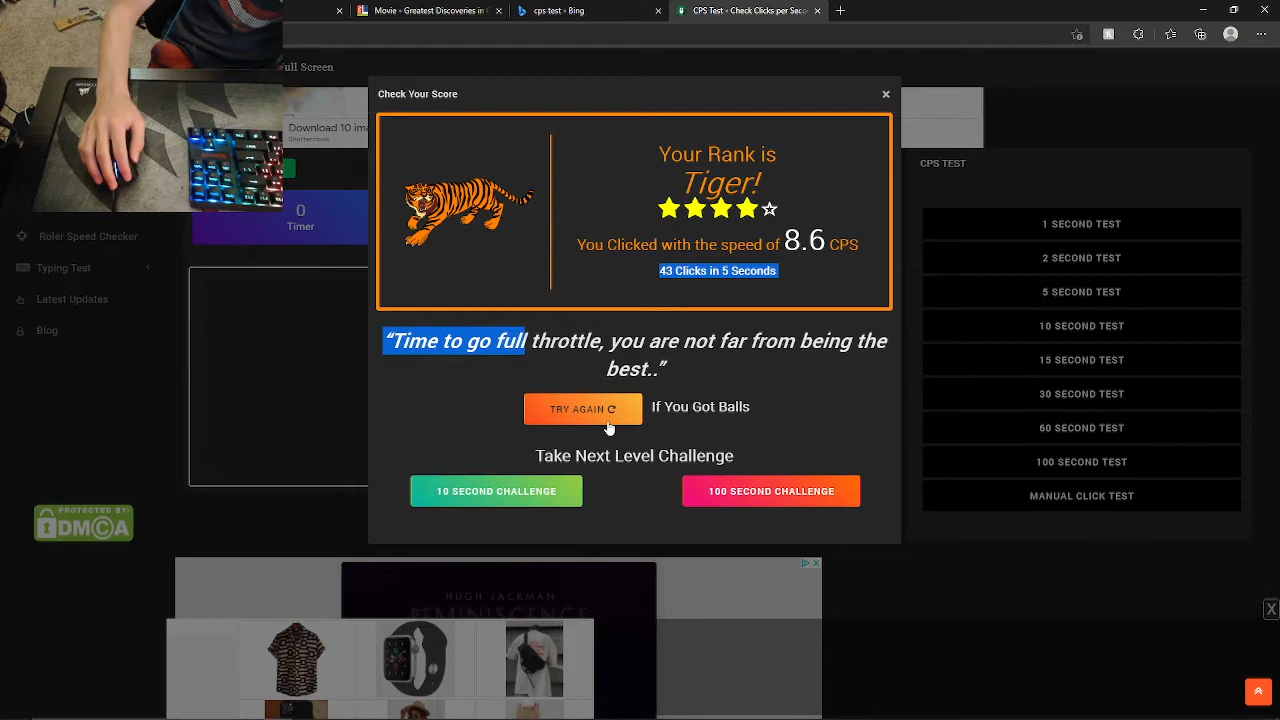 Movie « Greatest Discoveries in C
cps test - Bing
CPS Test - Check Clicks per Seco
ull Screen
Check Your Score
Download 10 ima
Shutterstock
Your Rank is
Tiger!
You Clicked with the speed of 8.6 CPS
43 Clicks in 5 Seconds
0
Timer
Roler Speed Checker
Typing Test
Latest Updates
Blog
“Time to go full throttle, you are not far from being the
best..”
TRY AGAIN
If You Got Balls
Take Next Level Challenge
10 SECOND CHALLENGE
100 SECOND CHALLENGE
CPS TEST
1 SECOND TEST
2 SECOND TEST
5 SECOND TEST
10 SECOND TEST
15 SECOND TEST
30 SECOND TEST
60 SECOND TEST
100 SECOND TEST
MANUAL CLICK TEST
PROTECTED BY:
DMCA
HUGH JACKMAN
REMINISCENCE
X